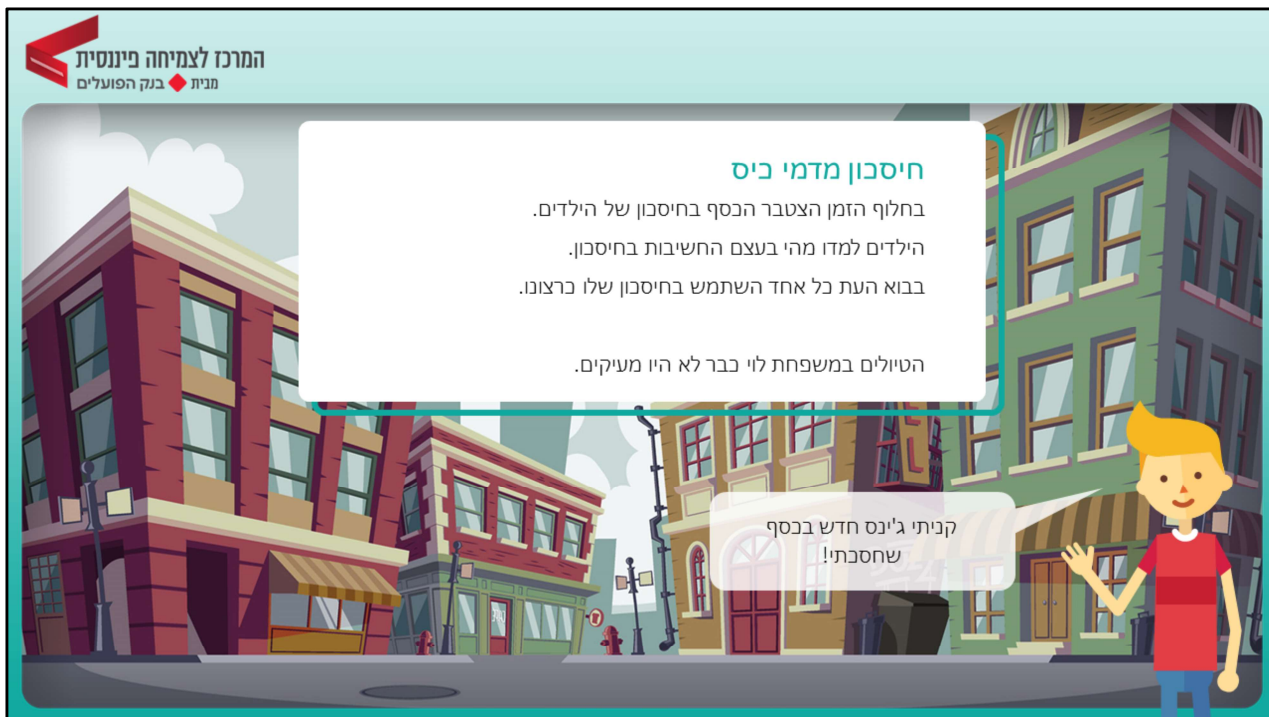 המרכז לצמיחה פיננסית
מבית בנק הפועלים
חיסכון מדמי כיס
בחלוף הזמן הצטבר הכסף בחיסכון של הילדים.
הילדים למדו מהי בעצם החשיבות בחיסכון.
בבוא העת כל אחד השתמש בחיסכון שלו כרצונו.
הטיולים במשפחת לוי כבר לא היו מעיקים.
קניתי ג'ינס חדש בכסף
שחסכתי!